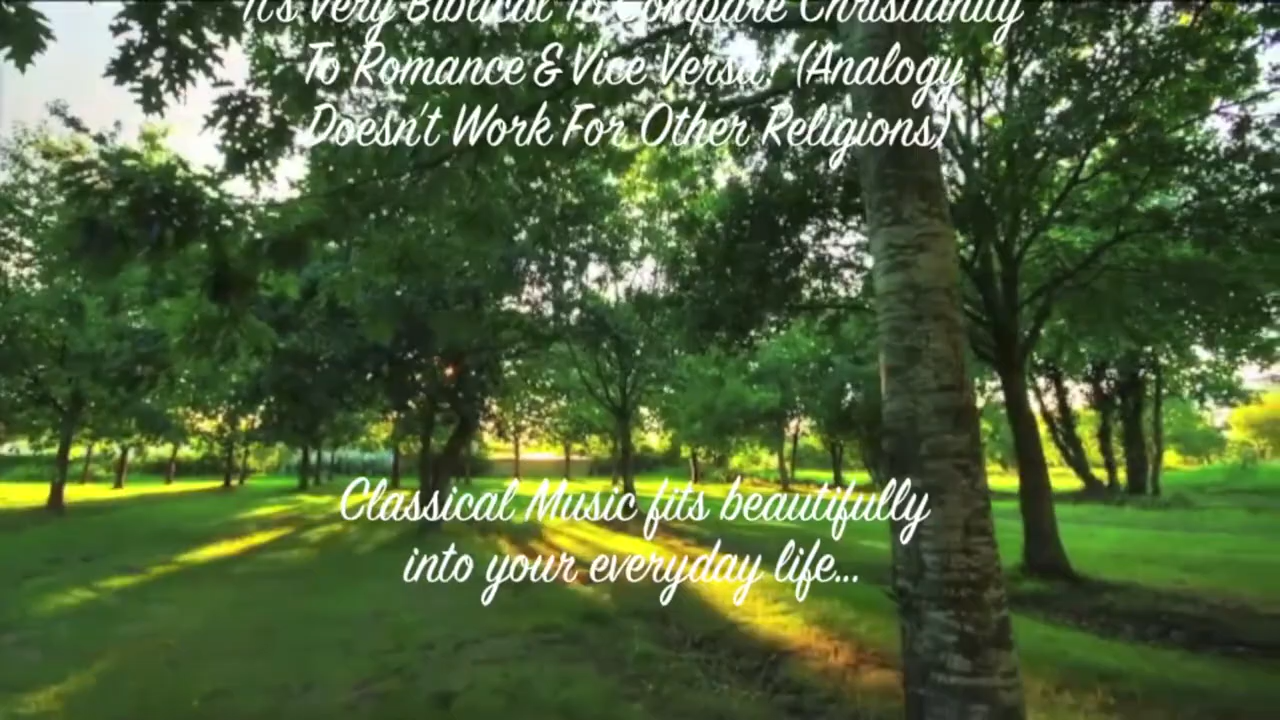 It's Very Biblical To Compare Christianity
To Romance & Vice Versa! (Analogy
Doesn't Work For Other Religions)
Classical Music fits beautifully
into your everyday life...